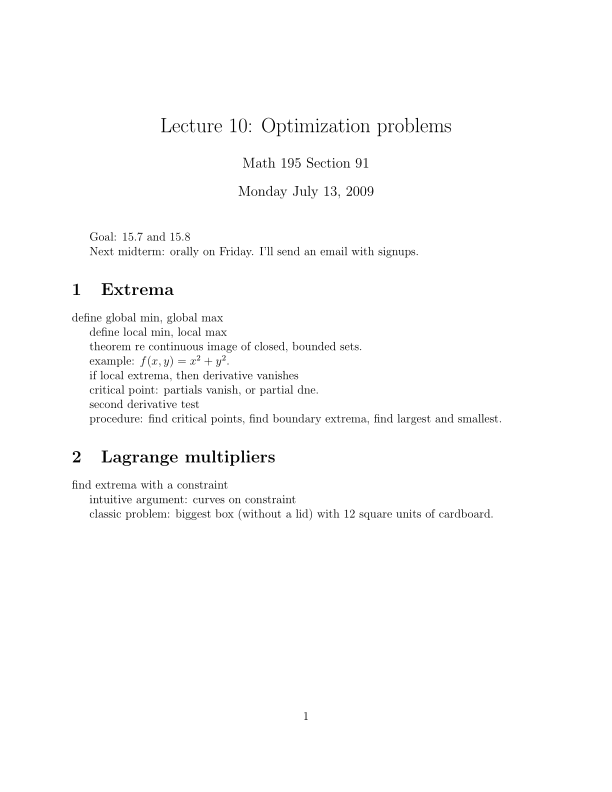 Lecture 10: Optimization problems
Math 195 Section 91
Monday July 13, 2009
Goal: 15.7 and 15.8
Next midterm: orally on Friday. I'll send an email with signups.
1 Extrema
define global min, global max
define local min, local max
theorem re continuous image of closed, bounded sets.
example: f(x, y) = x² + y².
if local extrema, then derivative vanishes
critical point: partials vanish, or partial dne.
second derivative test
procedure: find critical points, find boundary extrema, find largest and smallest.
2 Lagrange multipliers
find extrema with a constraint
intuitive argument: curves on constraint
classic problem: biggest box (without a lid) with 12 square units of cardboard.
1